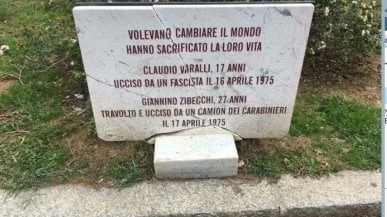 VOLEVANO CAMBIARE IL MONDO
HANNO SACRIFICATO LA LORO VITA
CLAUDIO VARALLI, 17 ANNI
UCCISO DA UN FASCISTA IL 16 APRILE 1975
GIANNINO ZIBECCHI, 27 ANNI
TRAVOLTO E UCCISO DA UN CAMION DEI CARABINIERI
IL 17 APRILE 1975